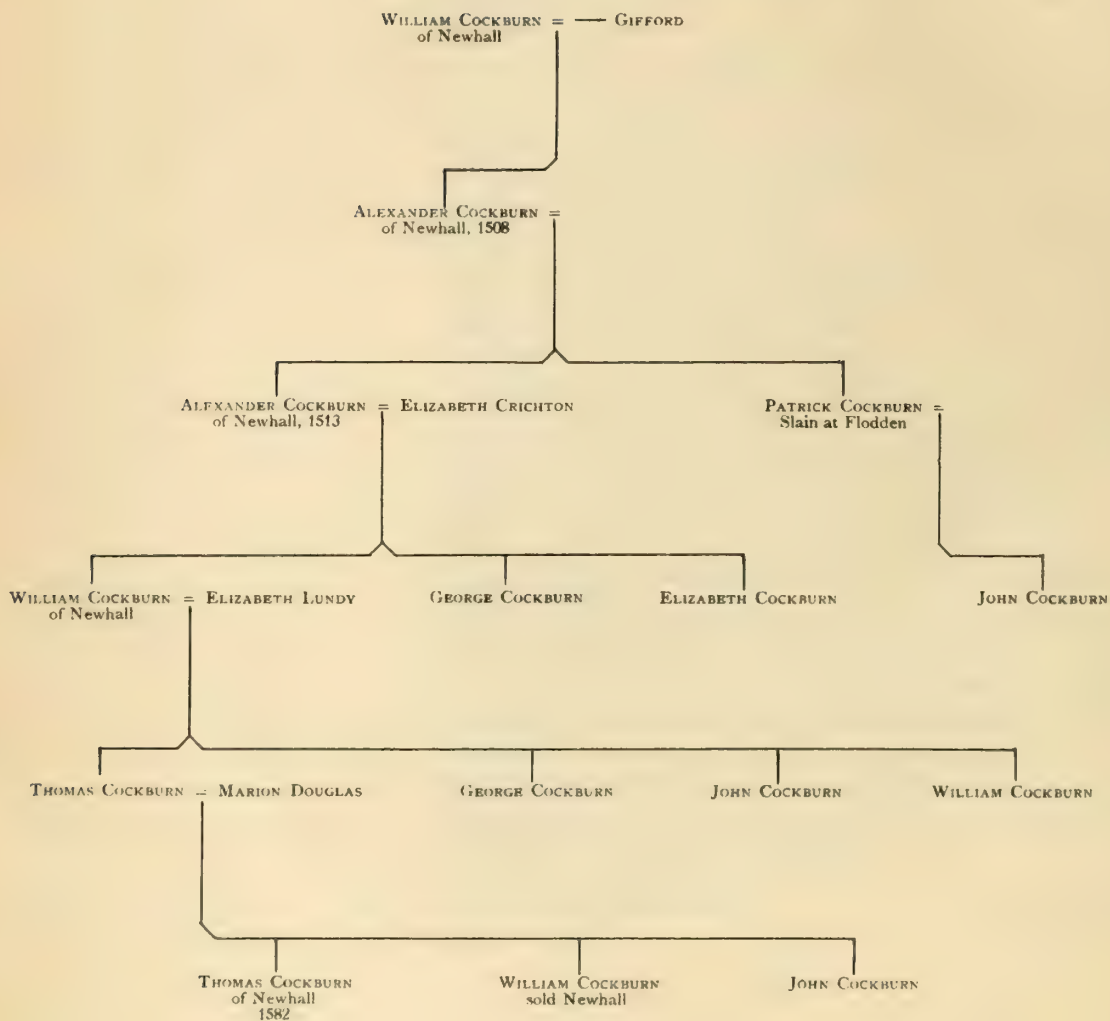 WILLIAM COCKBURN = — GIFFORD
of Newhall
ALEXANDER COCKBURN =
of Newhall, 1508
ALEXANDER COCKBURN = ELIZABETH CRICHTON
of Newhall, 1513
PATRICK COCKBURN =
Slain at Flodden
WILLIAM COCKBURN = ELIZABETH LUNDY
of Newhall
GEORGE COCKBURN
ELIZABETH COCKBURN
JOHN COCKBURN
THOMAS COCKBURN = MARION DOUGLAS
GEORGE COCKBURN
JOHN COCKBURN
WILLIAM COCKBURN
THOMAS COCKBURN
of Newhall
1582
WILLIAM COCKBURN
sold Newhall
JOHN COCKBURN